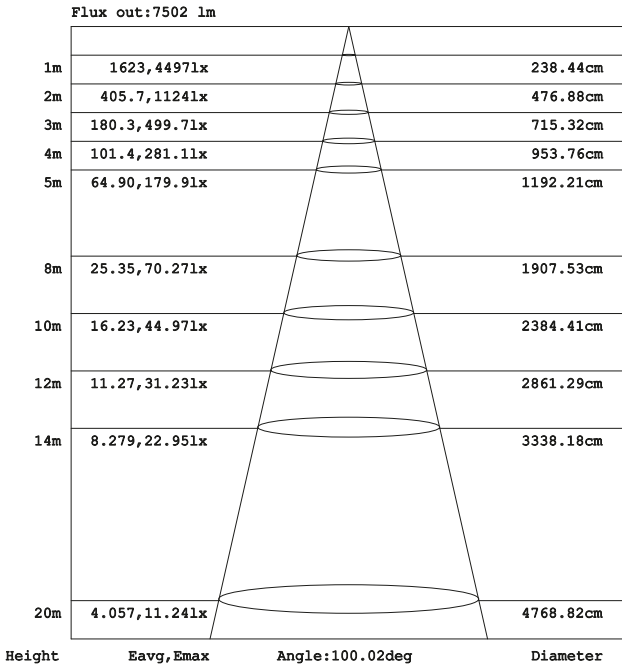 Flux out:7502 lm
1m 1623,4497lx 238.44cm
2m 405.7,1124lx 476.88cm
3m 180.3,499.7lx 715.32cm
4m 101.4,281.1lx 953.76cm
5m 64.90,179.9lx 1192.21cm
8m 25.35,70.27lx 1907.53cm
10m 16.23,44.97lx 2384.41cm
12m 11.27,31.23lx 2861.29cm
14m 8.279,22.95lx 3338.18cm
20m 4.057,11.24lx 4768.82cm
Height Eavg,Emax Angle:100.02deg Diameter